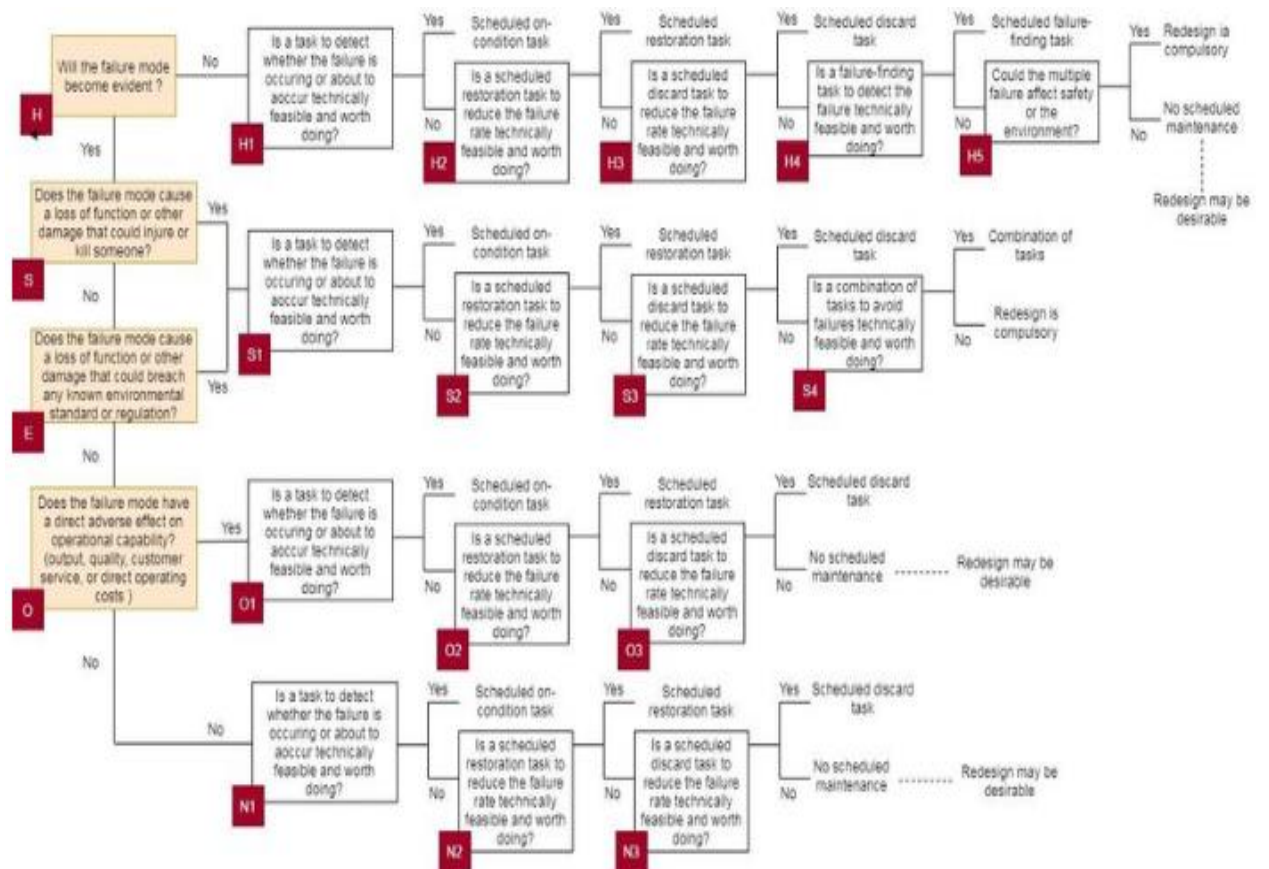 Will the failure mode
become evident ?
H
No
Yes
Is a task to detect
whether the failure is
occuring or about to
aoccur technically
feasible and worth
doing?
H1
Yes
Scheduled on-
condition task
No
Is a scheduled
restoration task to
reduce the failure
rate technically
feasible and worth
doing?
H2
Yes
Scheduled
restoration task
No
Is a scheduled
discard task to
reduce the failure
rate technically
feasible and worth
doing?
H3
Yes
Scheduled discard
task
No
Is a failure-finding
task to detect the
failure technically
feasible and worth
doing?
H4
Yes
Scheduled failure-
finding task
No
Could the multiple
failure affect safety
or the
environment?
H5
Yes
Redesign is
compulsory
No
No scheduled
maintenance
Redesign may be
desirable
Does the failure mode cause
a loss of function or other
damage that could injure or
kill someone?
S
Yes
No
Does the failure mode cause
a loss of function or other
damage that could breach
any known environmental
standard or regulation?
E
Yes
No
Is a task to detect
whether the failure is
occuring or about to
aoccur technically
feasible and worth
doing?
S1
Yes
Scheduled on-
condition task
No
Is a scheduled
restoration task to
reduce the failure
rate technically
feasible and worth
doing?
S2
Yes
Scheduled
restoration task
No
Is a scheduled
discard task to
reduce the failure
rate technically
feasible and worth
doing?
S3
Yes
Scheduled discard
task
No
Is a combination of
tasks to avoid
failures technically
feasible and worth
doing?
S4
Yes
Combination of
tasks
Redesign is
compulsory
No
Does the failure mode have
a direct adverse effect on
operational capability?
(output, quality, customer
service, or direct operating
costs )
O
Yes
No
Is a task to detect
whether the failure is
occuring or about to
aoccur technically
feasible and worth
doing?
O1
Yes
Scheduled on-
condition task
No
Is a scheduled
restoration task to
reduce the failure
rate technically
feasible and worth
doing?
O2
Yes
Scheduled
restoration task
No
Is a scheduled
discard task to
reduce the failure
rate technically
feasible and worth
doing?
O3
Yes
Scheduled discard
task
No
No scheduled
maintenance
Redesign may be
desirable
No
Is a task to detect
whether the failure is
occuring or about to
aoccur technically
feasible and worth
doing?
N1
Yes
Scheduled on-
condition task
No
Is a scheduled
restoration task to
reduce the failure
rate technically
feasible and worth
doing?
N2
Yes
Scheduled
restoration task
No
Is a scheduled
discard task to
reduce the failure
rate technically
feasible and worth
doing?
N3
Yes
Scheduled discard
task
No
No scheduled
maintenance
Redesign may be
desirable